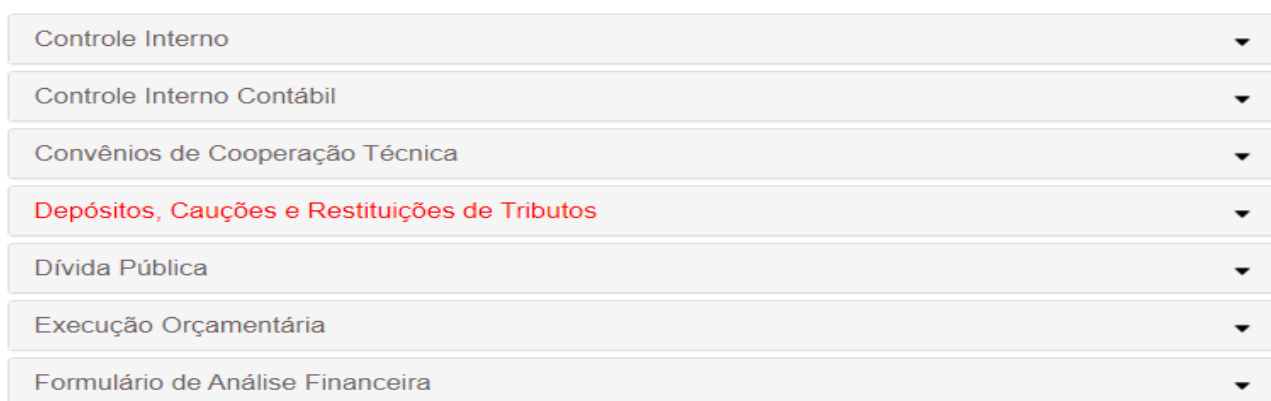 Controle Interno
Controle Interno Contábil
Convênios de Cooperação Técnica
Depósitos, Cauções e Restituições de Tributos
Dívida Pública
Execução Orçamentária
Formulário de Análise Financeira